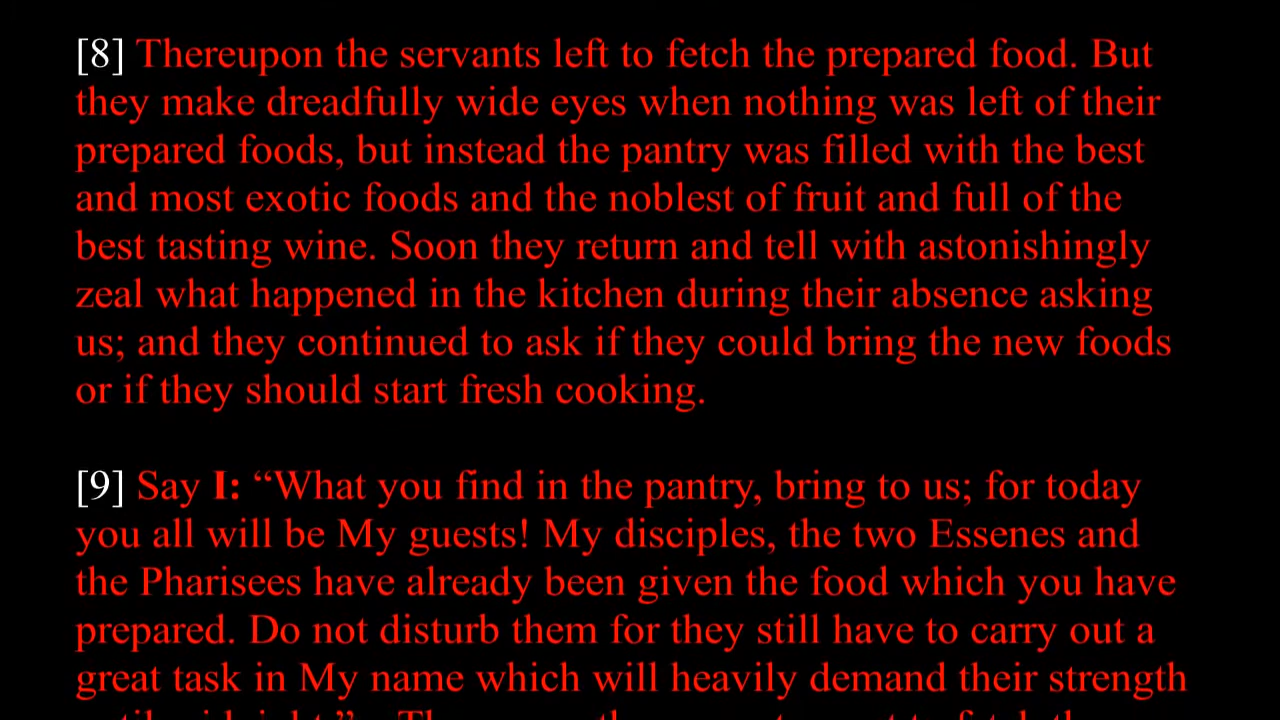 [8] Thereupon the servants left to fetch the prepared food. But
they make dreadfully wide eyes when nothing was left of their
prepared foods, but instead the pantry was filled with the best
and most exotic foods and the noblest of fruit and full of the
best tasting wine. Soon they return and tell with astonishingly
zeal what happened in the kitchen during their absence asking
us; and they continued to ask if they could bring the new foods
or if they should start fresh cooking.
[9] Say I: “What you find in the pantry, bring to us; for today
you all will be My guests! My disciples, the two Essenes and
the Pharisees have already been given the food which you have
prepared. Do not disturb them for they still have to carry out a
great task in My name which will heavily demand their strength